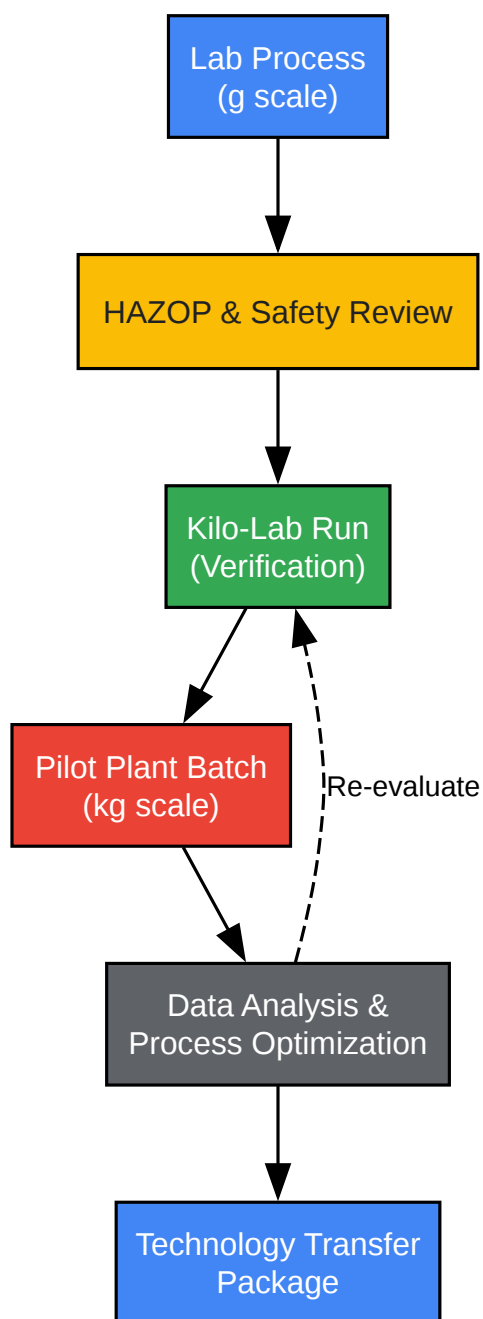 Lab Process
(g scale)
HAZOP & Safety Review
Kilo-Lab Run
(Verification)
Pilot Plant Batch
(kg scale)
Re-evaluate
Data Analysis &
Process Optimization
Technology Transfer
Package